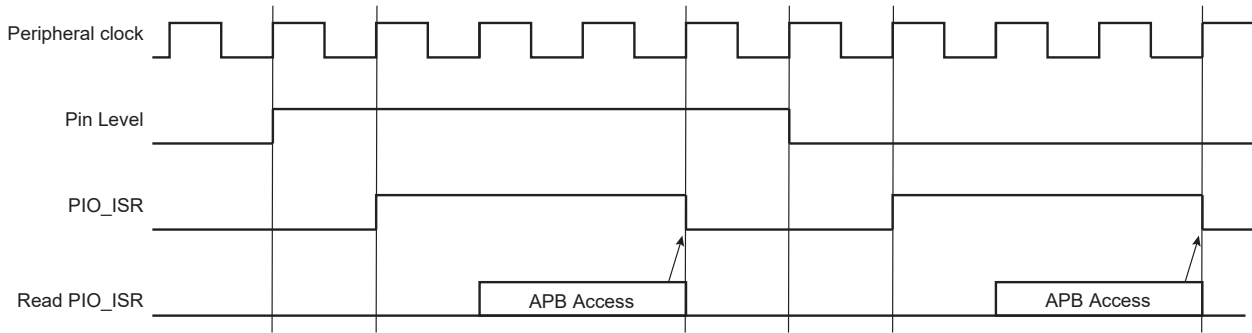 Peripheral clock
Pin Level
PIO_ISR
Read PIO_ISR
APB Access
APB Access